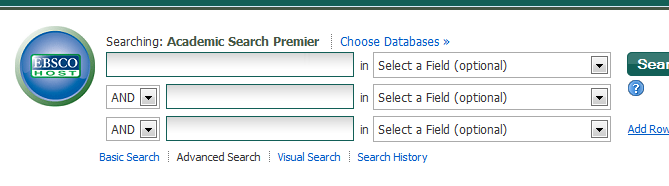 Searching: Academic Search Premier Choose Databases »
EBSCO
HOST
in Select a Field (optional) Sear
AND in Select a Field (optional)
AND in Select a Field (optional) Add Row
Basic Search Advanced Search Visual Search Search History